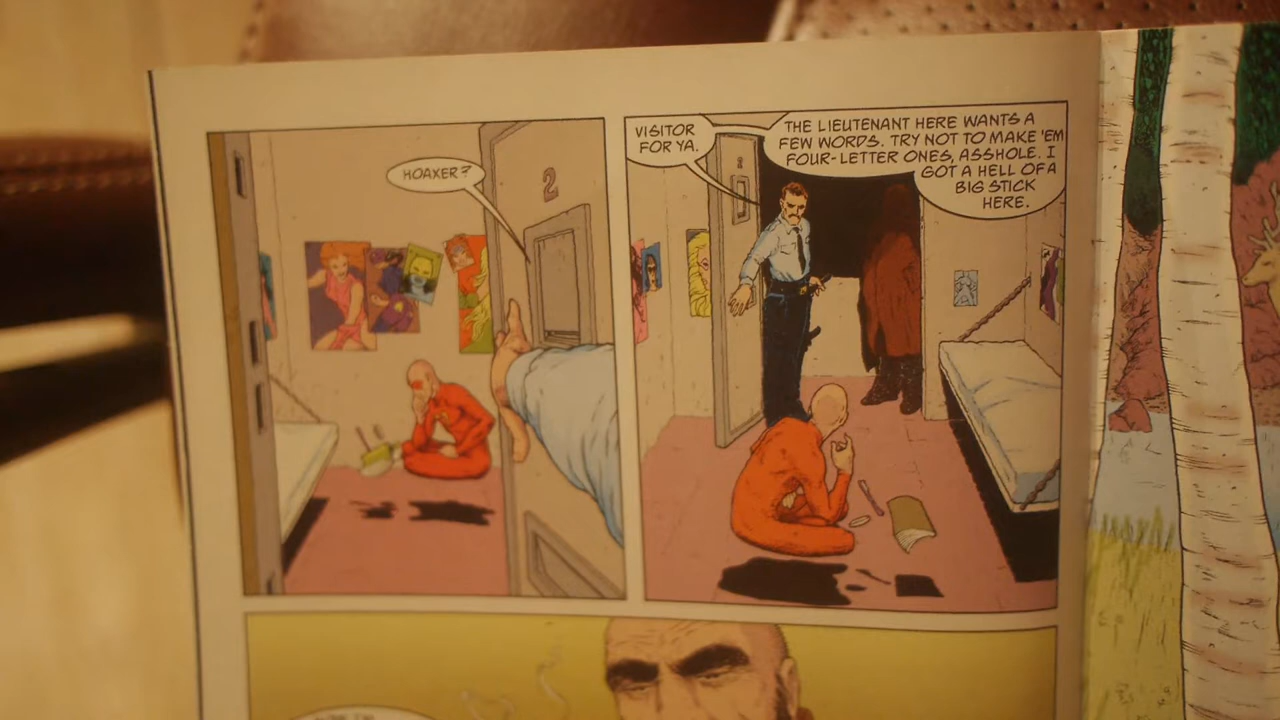 HOAXER?
2
VISITOR
FOR YA.
THE LIEUTENANT HERE WANTS A
FEW WORDS. TRY NOT TO MAKE 'EM
FOUR-LETTER ONES, ASSHOLE. I
GOT A HELL OF A
BIG STICK
HERE.
2